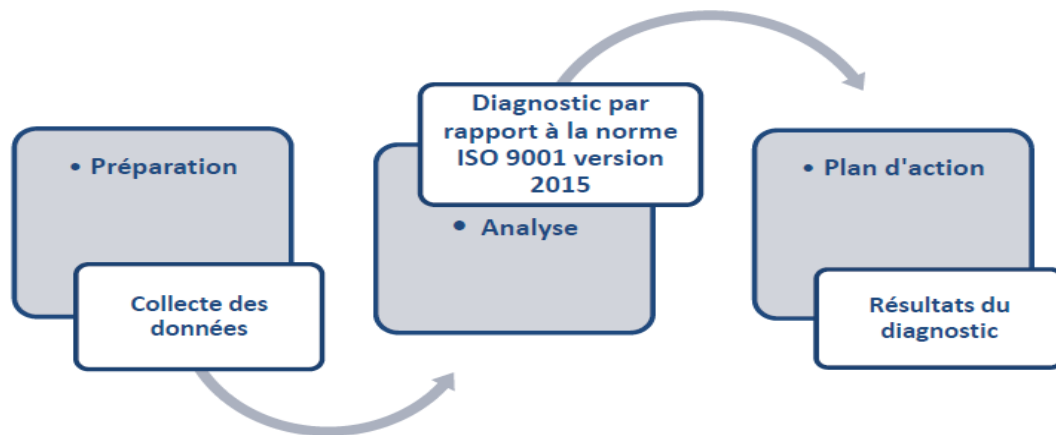 • Préparation
Collecte des
données
Diagnostic par
rapport à la norme
ISO 9001 version
2015
• Analyse
• Plan d'action
Résultats du
diagnostic